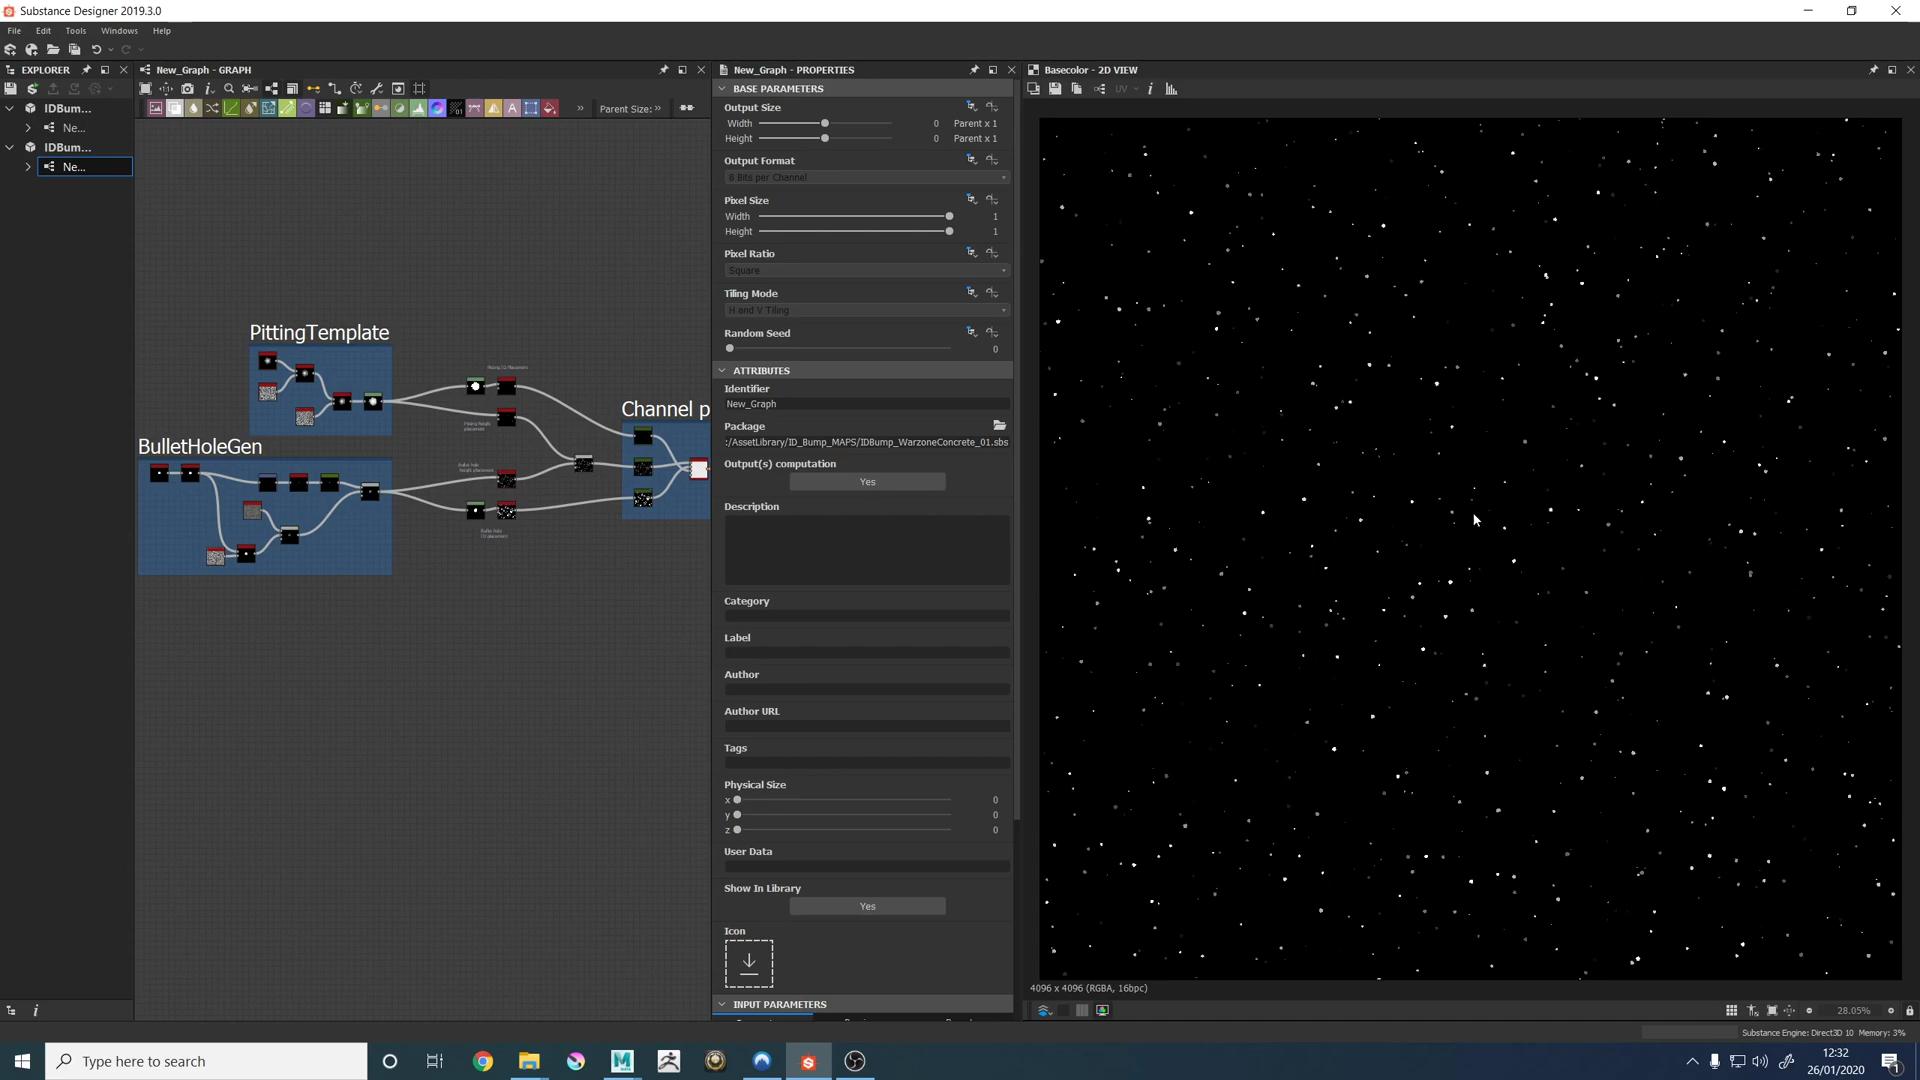 Substance Designer 2019.3.0
File Edit Tools Windows Help
EXPLORER
IDBum...
Ne...
IDBum...
Ne...
New_Graph - GRAPH
Parent Size: »
PittingTemplate
BulletHoleGen
Channel p
Pitting ID Placement
New_Graph - PROPERTIES
BASE PARAMETERS
Output Size
Width 0 Parent x 1
Height 0 Parent x 1
Output Format
8 Bits per Channel
Pixel Size
Width 1
Height 1
Pixel Ratio
Square
Tiling Mode
H and V Tiling
Random Seed
0
ATTRIBUTES
Identifier
New_Graph
Package
:/AssetLibrary/ID_Bump_MAPS/IDBump_WarzoneConcrete_01.sbs
Output(s) computation
Yes
Description
Category
Label
Author
Author URL
Tags
Physical Size
x 0
y 0
z 0
User Data
Show In Library
Yes
Icon
INPUT PARAMETERS
Basecolor - 2D VIEW
UV
4096 x 4096 (RGBA, 16bpc)
28.05%
Substance Engine: Direct3D 10 Memory: 3%
Type here to search
12:32
26/01/2020
1